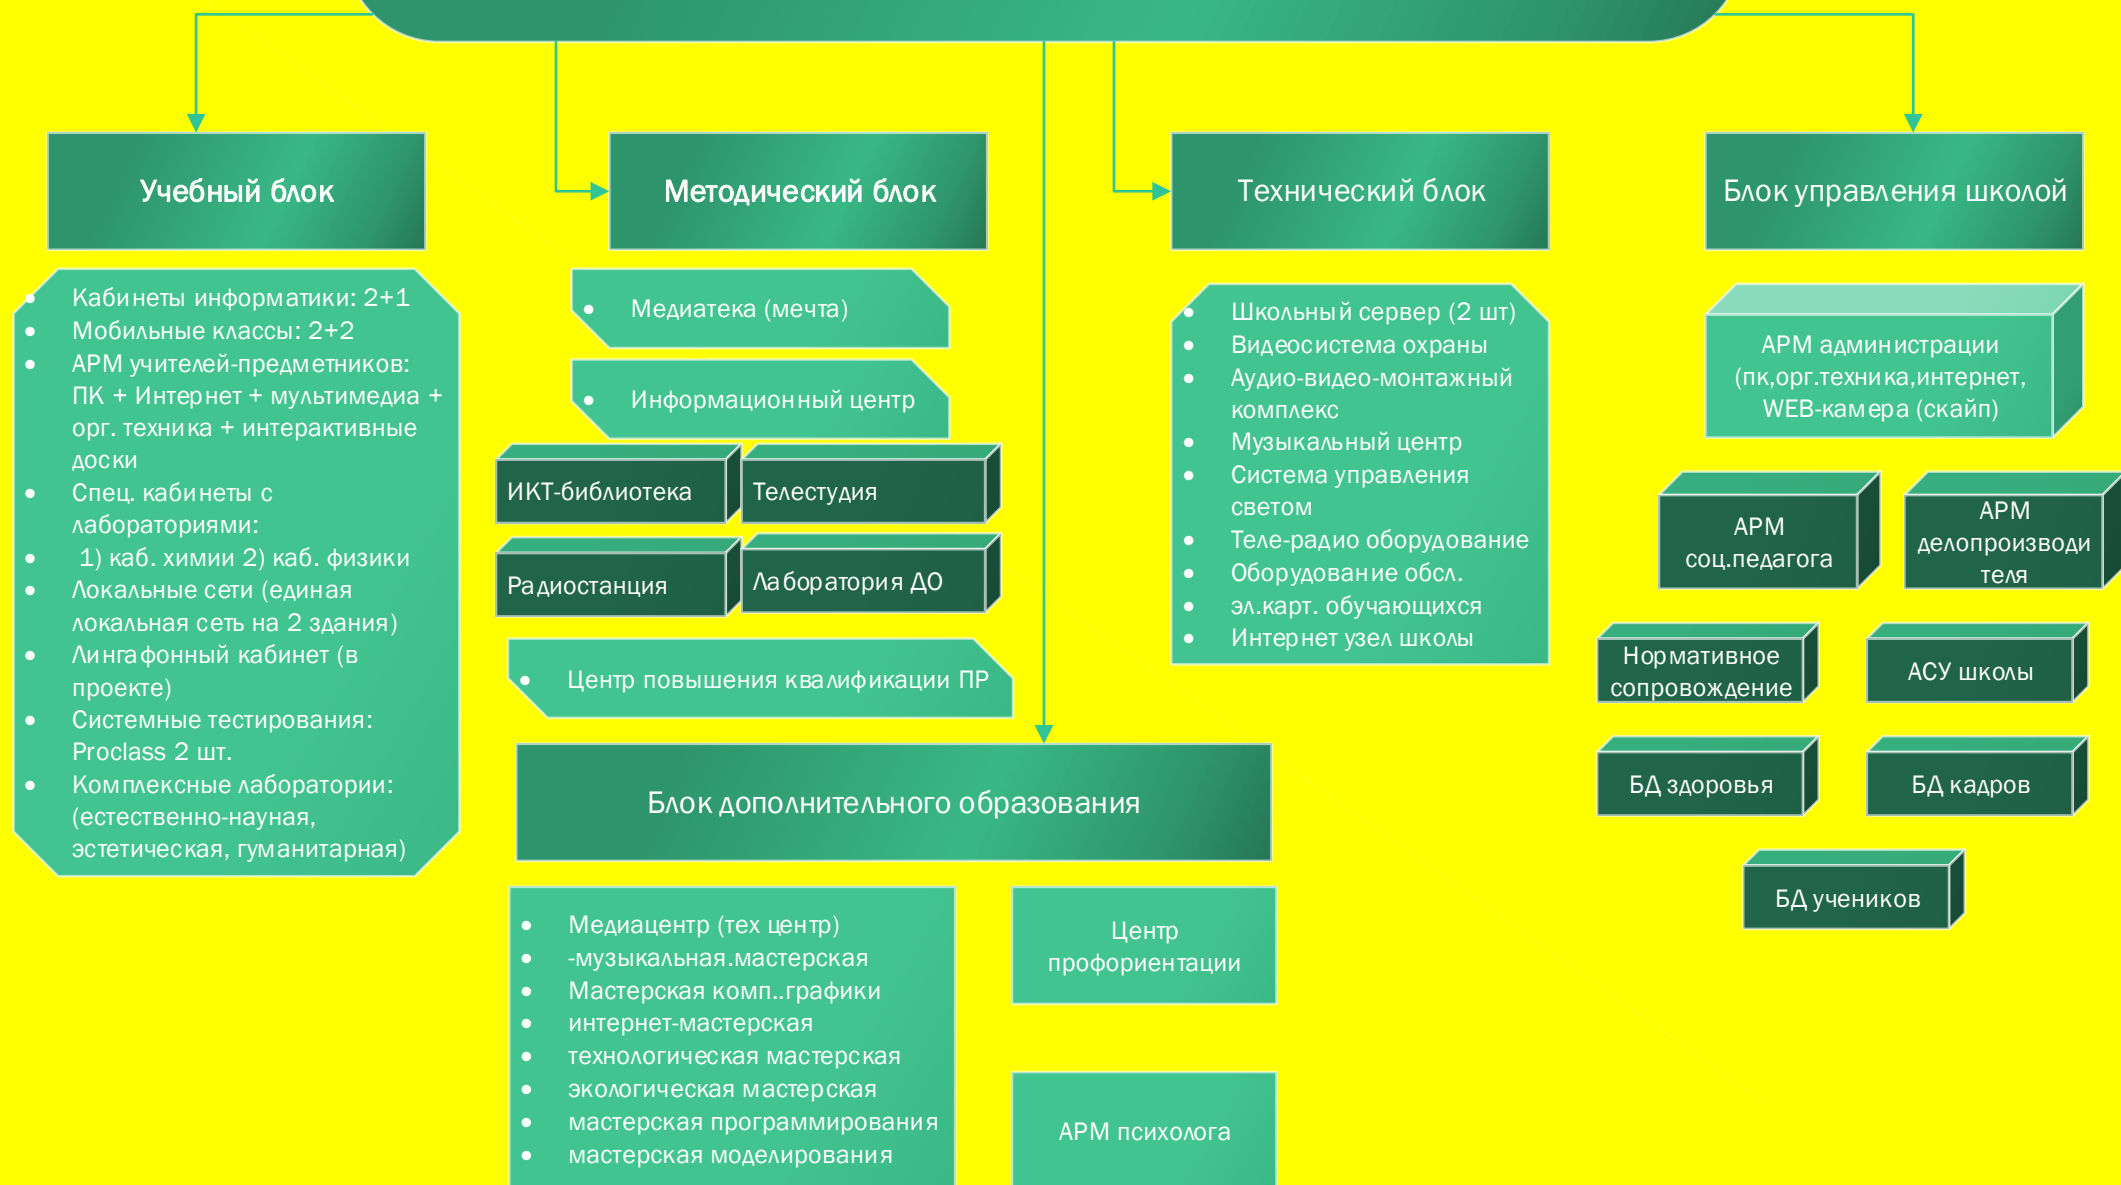 Учебный блок
Методический блок
Технический блок
Блок управления школой
Кабинеты информатики: 2+1
Мобильные классы: 2+2
АРМ учителей-предметников:
ПК + Интернет + мультимедиа +
орг. техника + интерактивные
доски
Спец. кабинеты с
лабораториями:
1) каб. химии 2) каб. физики
Локальные сети (единая
локальная сеть на 2 здания)
Лингафонный кабинет (в
проекте)
Системные тестирования:
Proclass 2 шт.
Комплексные лаборатории:
(естественно-науная,
эстетическая, гуманитарная)
Медиатека (мечта)
Информационный центр
ИКТ-библиотека
Телестудия
Радиостанция
Лаборатория ДО
Центр повышения квалификации ПР
Школьный сервер (2 шт)
Видеосистема охраны
Аудио-видео-монтажный
комплекс
Музыкальный центр
Система управления
светом
Теле-радио оборудование
Оборудование обсл.
эл.карт. обучающихся
Интернет узел школы
АРМ администрации
(пк,орг.техника,интернет,
WEB-камера (скайп)
АРМ
соц.педагога
АРМ
делопроизводи
теля
Нормативное
сопровождение
АСУ школы
БД здоровья
БД кадров
БД учеников
Блок дополнительного образования
Медиацентр (тех центр)
-музыкальная.мастерская
Мастерская комп..графики
интернет-мастерская
технологическая мастерская
экологическая мастерская
мастерская программирования
мастерская моделирования
Центр
профориентации
АРМ психолога